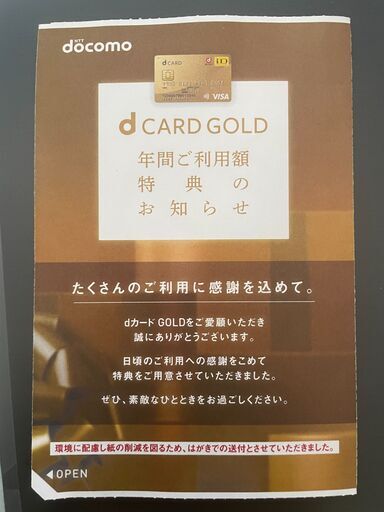 NTT
döcomo
d CARD
iD
VISA
d CARD GOLD
年間ご利用額
特典の
お知らせ
たくさんのご利用に感謝を込めて。
dカード GOLDをご愛顧いただき
誠にありがとうございます。
日頃のご利用への感謝をこめて
特典をご用意させていただきました。
ぜひ、素敵なひとときをお過ごしください。
環境に配慮し紙の削減を図るため、はがきでの送付とさせていただきました。
◀OPEN